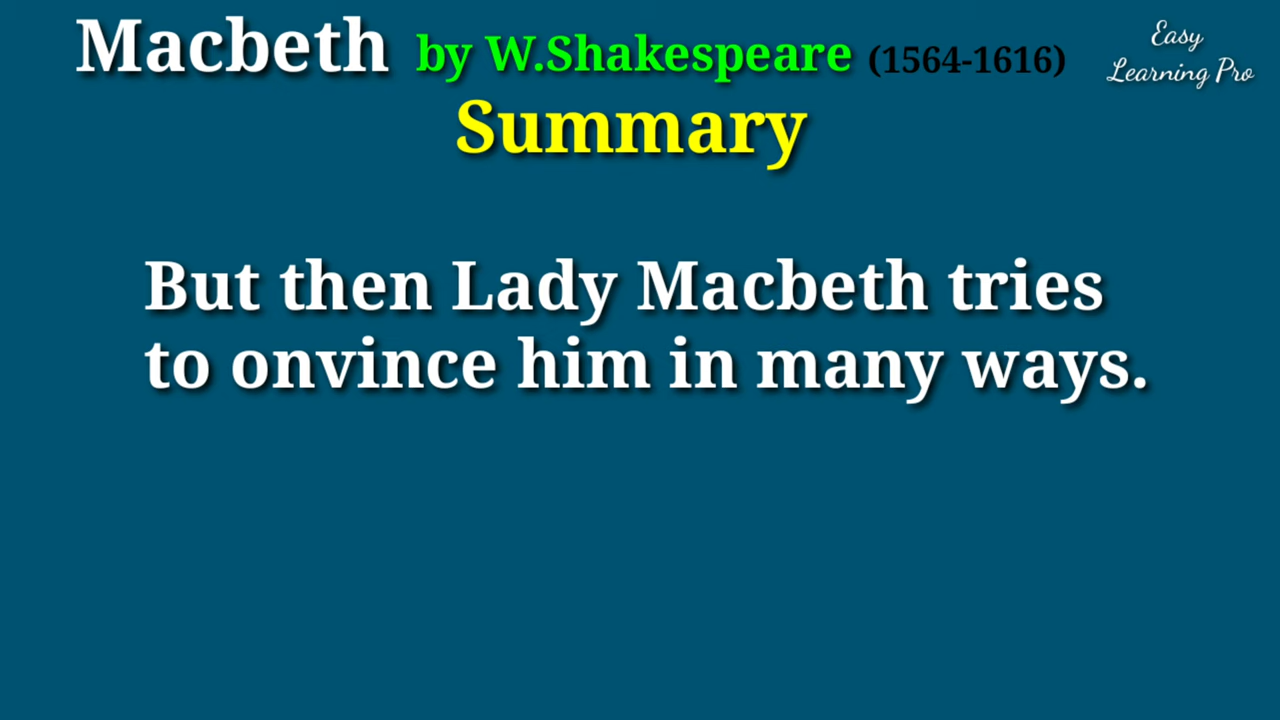 Macbeth by W.Shakespeare (1564-1616)
Easy
Learning Pro
Summary
But then Lady Macbeth tries
to onvince him in many ways.